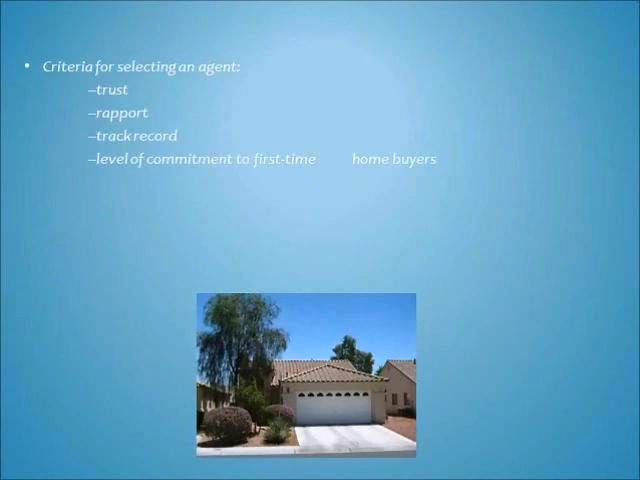 • Criteria for selecting an agent:
–trust
–rapport
–track record
–level of commitment to first-time home buyers